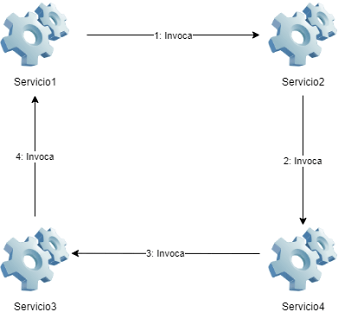 1: Invoca
Servicio1
Servicio2
4: Invoca
2: Invoca
3: Invoca
Servicio3
Servicio4